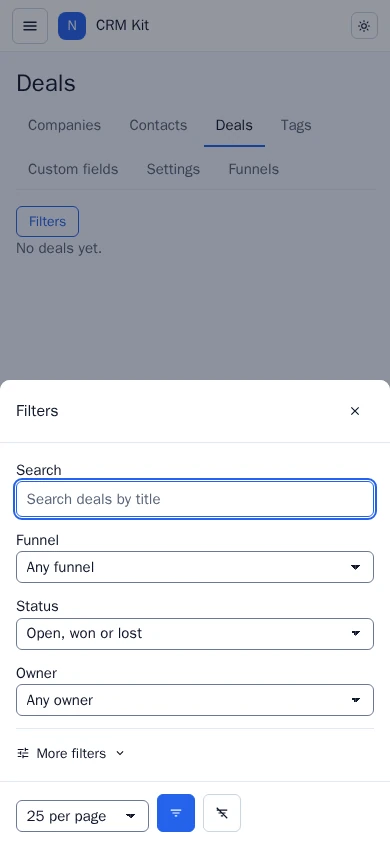 N CRM Kit
Deals
Companies Contacts Deals Tags
Custom fields Settings Funnels
Filters
No deals yet.
Filters
Search
Search deals by title
Funnel
Any funnel
Status
Open, won or lost
Owner
Any owner
More filters
25 per page